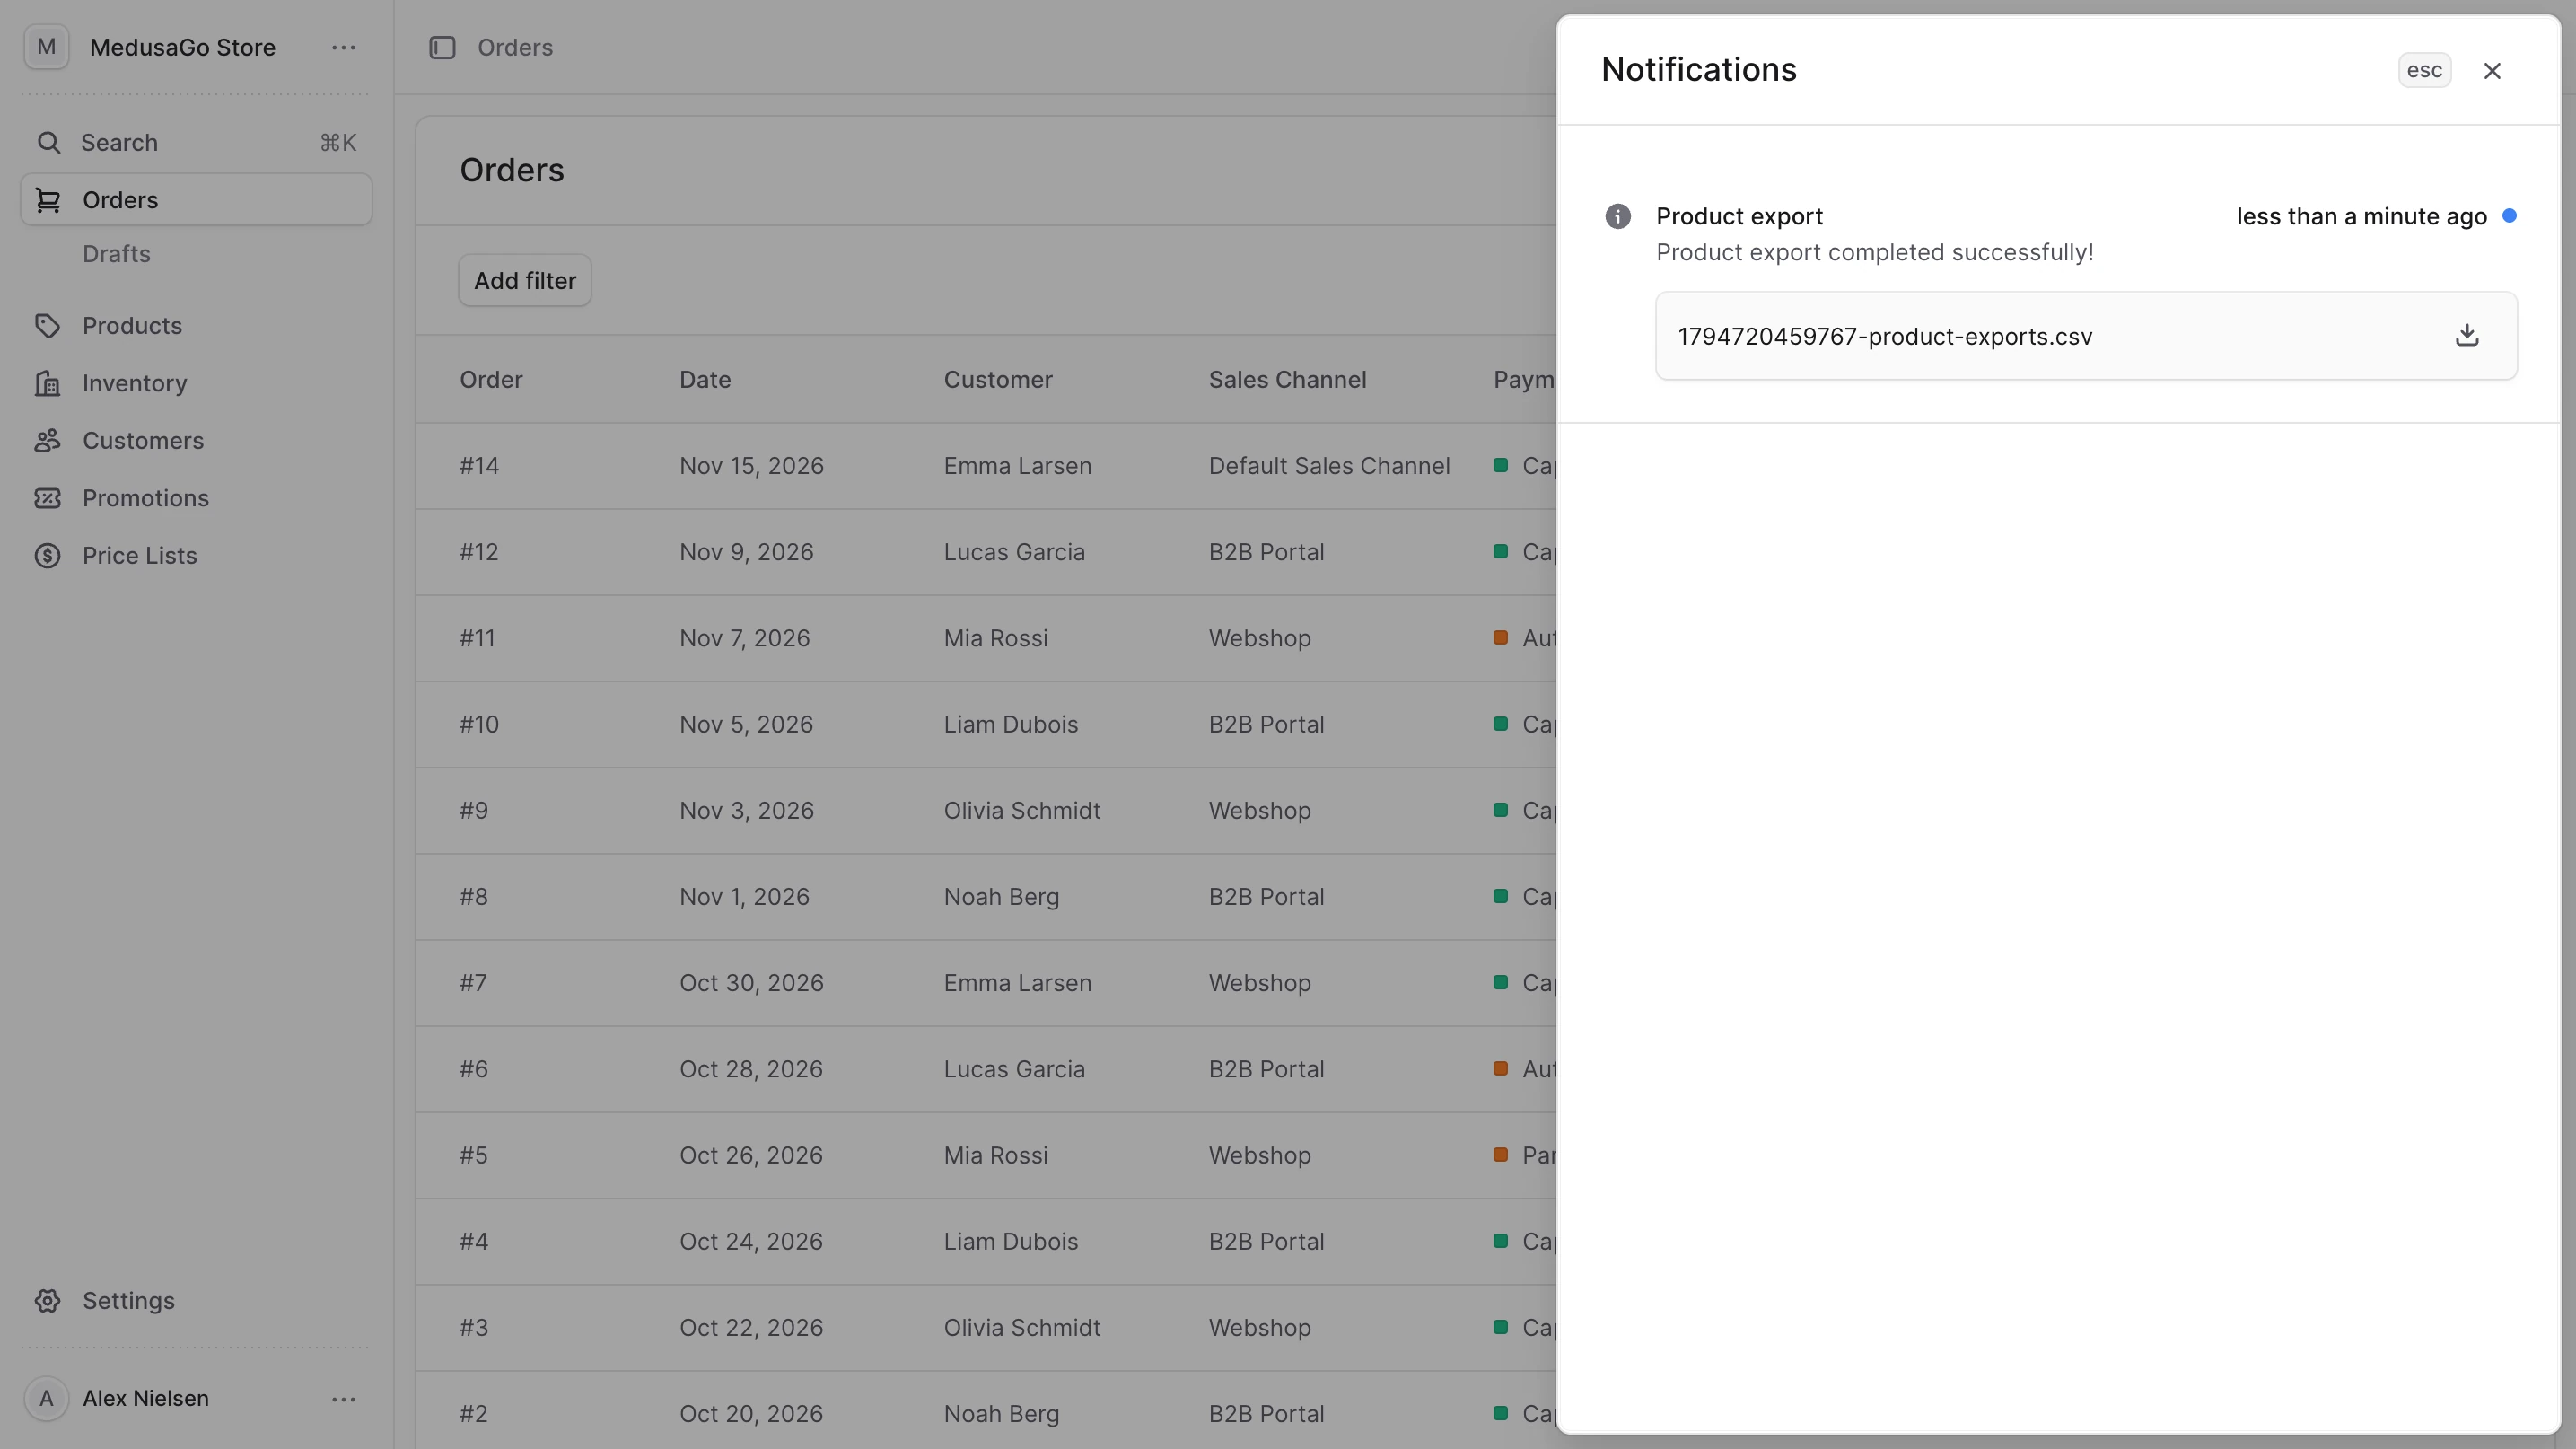 M MedusaGo Store
Search ⌘K
Orders
Drafts
Products
Inventory
Customers
Promotions
Price Lists
Settings
A Alex Nielsen
Orders
Orders
Add filter
Order Date Customer Sales Channel
#14 Nov 15, 2026 Emma Larsen Default Sales Channel
#12 Nov 9, 2026 Lucas Garcia B2B Portal
#11 Nov 7, 2026 Mia Rossi Webshop
#10 Nov 5, 2026 Liam Dubois B2B Portal
#9 Nov 3, 2026 Olivia Schmidt Webshop
#8 Nov 1, 2026 Noah Berg B2B Portal
#7 Oct 30, 2026 Emma Larsen Webshop
#6 Oct 28, 2026 Lucas Garcia B2B Portal
#5 Oct 26, 2026 Mia Rossi Webshop
#4 Oct 24, 2026 Liam Dubois B2B Portal
#3 Oct 22, 2026 Olivia Schmidt Webshop
#2 Oct 20, 2026 Noah Berg B2B Portal
Notifications esc
Product export less than a minute ago
Product export completed successfully!
1794720459767-product-exports.csv